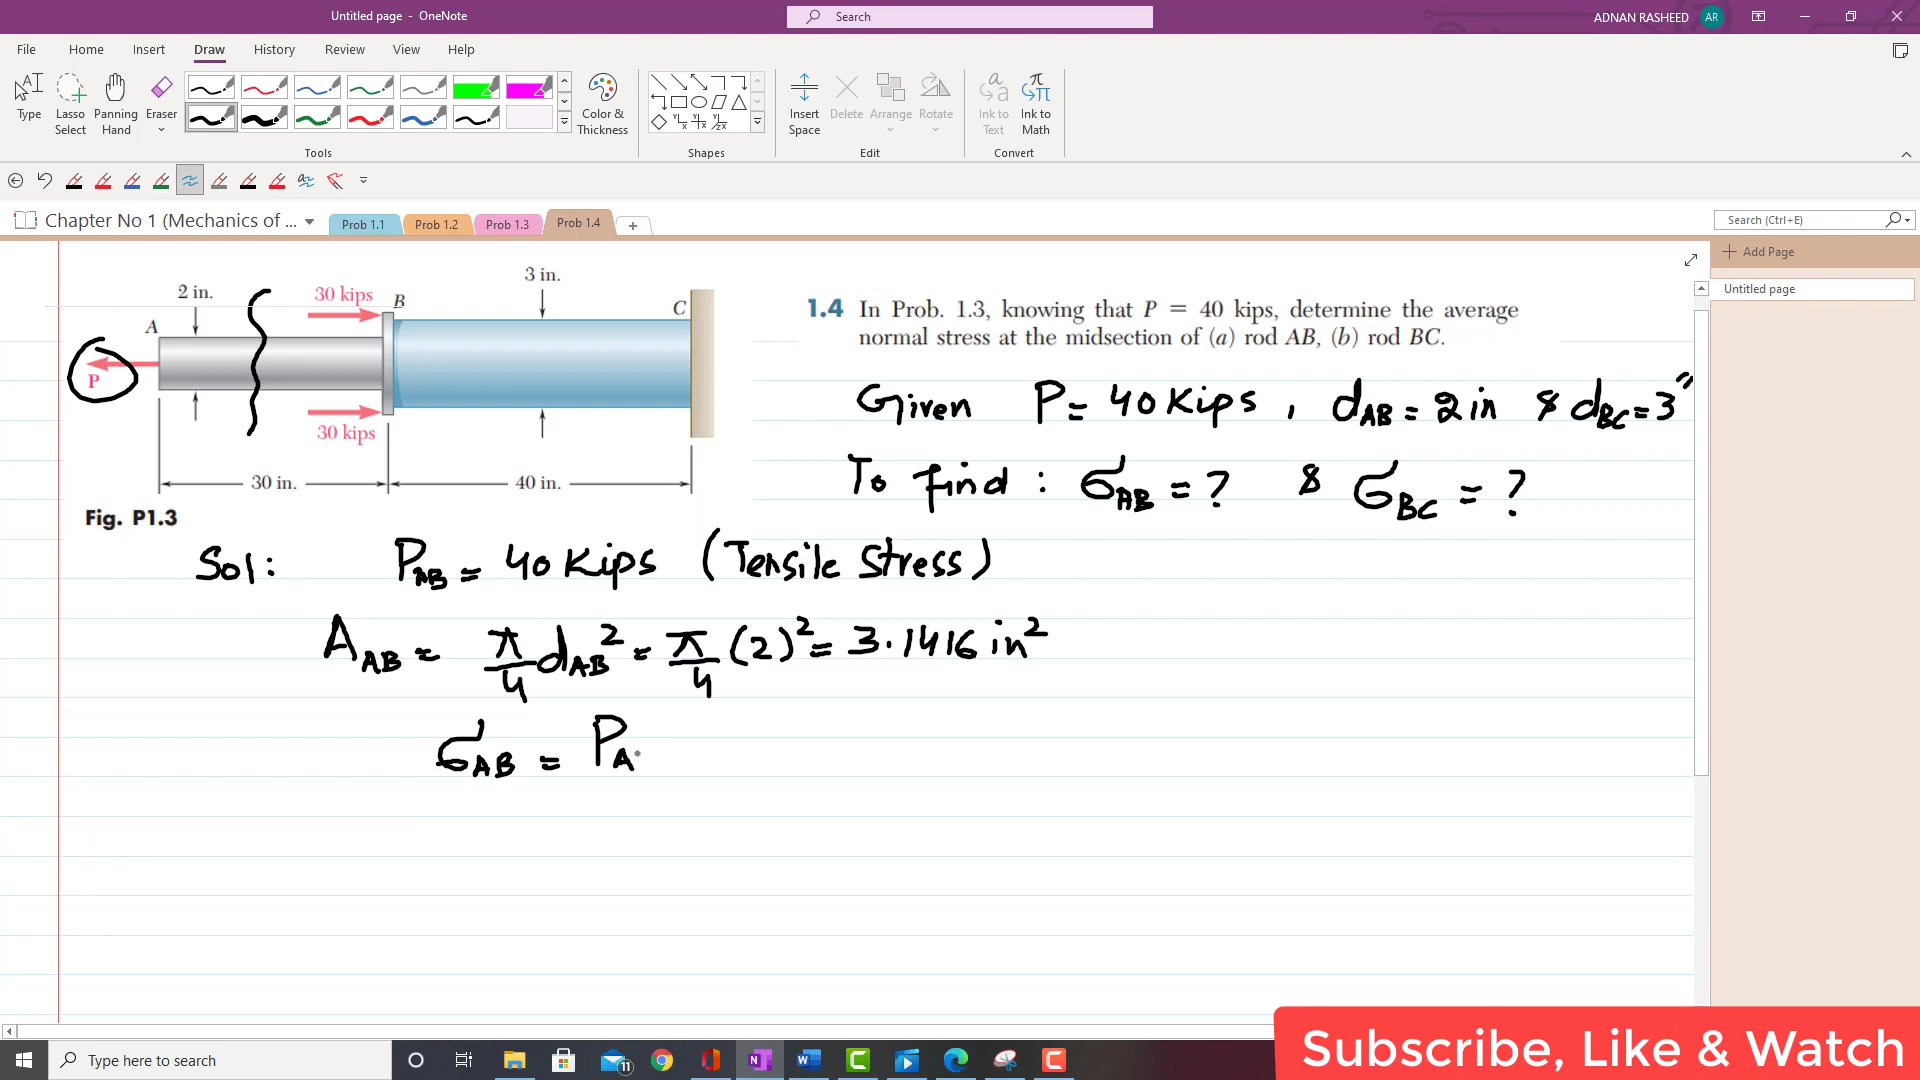 Untitled page - OneNote
Search
ADNAN RASHEED
AR
File Home Insert Draw History Review View Help
Type
Lasso Select
Panning Hand
Eraser
Color & Thickness
Insert Space
Delete
Arrange
Rotate
Ink to Text
Ink to Math
Tools
Shapes
Edit
Convert
Chapter No 1 (Mechanics of ...
Prob 1.1
Prob 1.2
Prob 1.3
Prob 1.4
Search (Ctrl+E)
Add Page
Untitled page
2 in.
30 kips
B
3 in.
C
A
P
30 kips
30 in.
40 in.
Fig. P1.3
1.4 In Prob. 1.3, knowing that P = 40 kips, determine the average
normal stress at the midsection of (a) rod AB, (b) rod BC.
Given P = 40 Kips , dAB = 2 in & dBC = 3"
To find : σAB = ? & σBC = ?
Sol: PAB = 40 Kips (Tensile Stress)
AAB = π/4 dAB² = π/4 (2)² = 3.1416 in²
σAB = PA
Type here to search
11
Subscribe, Like & Watch